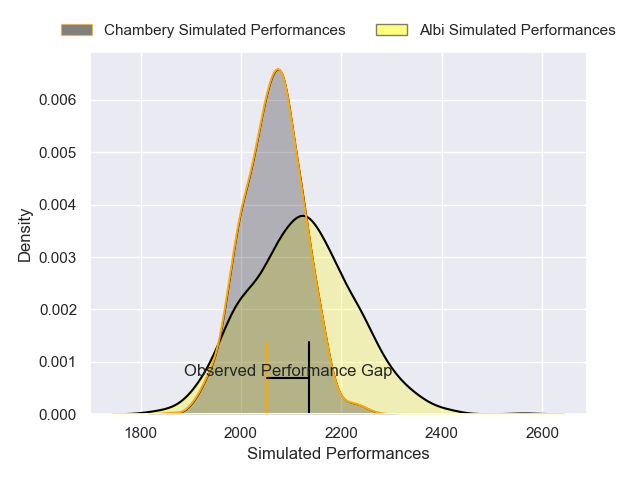 Chambery Simulated Performances Albi Simulated Performances
0.006
0.005
0.004
0.003
0.002
0.001
0.000
Density
Observed Performance Gap
1800 2000 2200 2400 2600
Simulated Performances